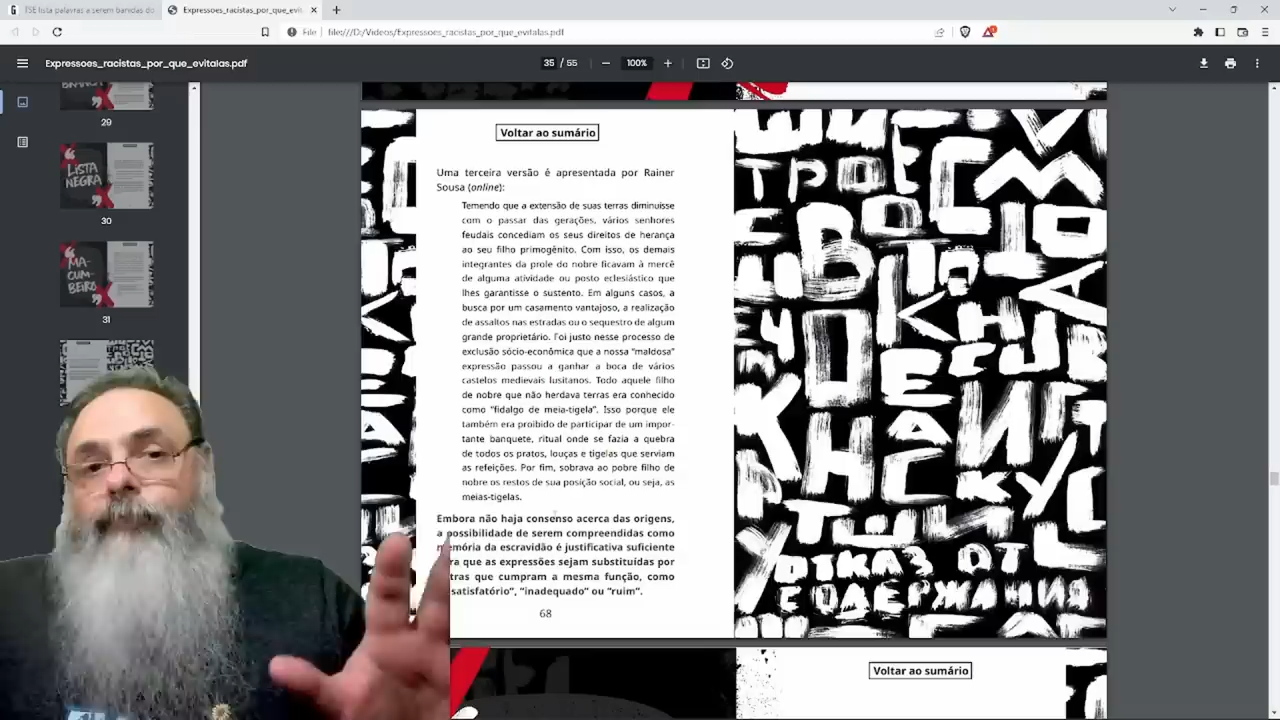 TSE lista palavras a serem banidas do
Expressoes_racistas_por_que_evit
File
file:///D:/Videos/Expressoes_racistas_por_que_evitalas.pdf
Expressoes_racistas_por_que_evitalas.pdf
35 / 55
100%
29
LISTA
NEGRA
30
MA-
CUM-
BEIRO
31
Voltar ao sumário
Uma terceira versão é apresentada por Rainer
Sousa (online):
Temendo que a extensão de suas terras diminuísse
com o passar das gerações, vários senhores
feudais concediam os seus direitos de herança
ao seu filho primogênito. Com isso, os demais
integrantes da prole do nobre ficavam à mercê
de alguma atividade ou posto eclesiástico que
lhes garantisse o sustento. Em alguns casos, a
busca por um casamento vantajoso, a realização
de assaltos nas estradas ou o sequestro de algum
grande proprietário. Foi justo nesse processo de
exclusão sócio-econômica que a nossa “maldosa”
expressão passou a ganhar a boca de vários
castelos medievais lusitanos. Todo aquele filho
de nobre que não herdava terras era conhecido
como “fidalgo de meia-tigela”. Isso porque ele
também era proibido de participar de um impor-
tante banquete, ritual onde se fazia a quebra
de todos os pratos, louças e tigelas que serviam
as refeições. Por fim, sobrava ao pobre filho de
nobre os restos de sua posição social, ou seja, as
meias-tigelas.
Embora não haja consenso acerca das origens,
a possibilidade de serem compreendidas como
memória da escravidão é justificativa suficiente
que as expressões sejam substituídas por
que cumpram a mesma função, como
satisfatório”, “inadequado” ou “ruim”.
68
ОТКАЗ ОТ
СОДЕРЖАНИЯ
Voltar ao sumário